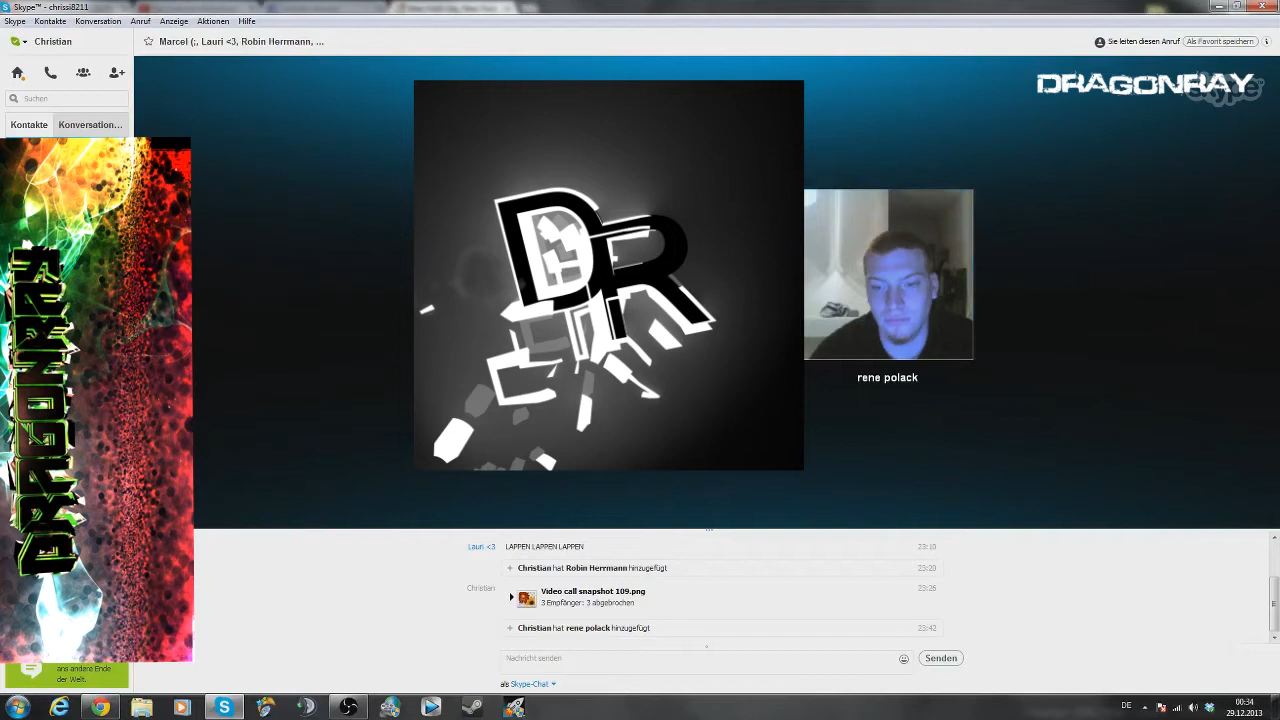 Skype™ - chrissi8211
Skype Kontakte Konversation Anruf Anzeige Aktionen Hilfe
Christian
Marcel (;, Lauri <3, Robin Herrmann, ...
Sie leiten diesen Anruf
Als Favorit speichern
DRAGONRAY
Suchen
Kontakte Konversation...
DR
rene polack
Lauri <3 LAPPEN LAPPEN LAPPEN 23:10
Christian hat Robin Herrmann hinzugefügt 23:20
Christian Video call snapshot 109.png 23:26
3 Empfänger: 3 abgebrochen
Christian hat rene polack hinzugefügt 23:42
Nachricht senden
Senden
als Skype-Chat
ans andere Ende
der Welt.
DE
00:34
29.12.2013